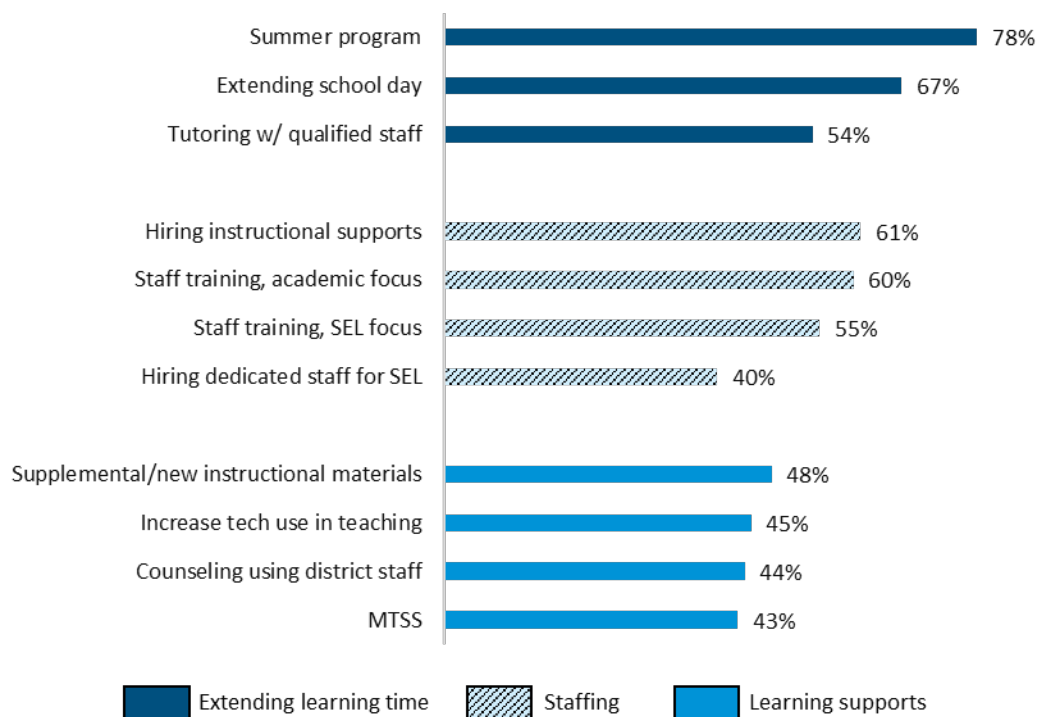 Summer program 78%
Extending school day 67%
Tutoring w/ qualified staff 54%
Hiring instructional supports 61%
Staff training, academic focus 60%
Staff training, SEL focus 55%
Hiring dedicated staff for SEL 40%
Supplemental/new instructional materials 48%
Increase tech use in teaching 45%
Counseling using district staff 44%
MTSS 43%
Extending learning time Staffing Learning supports